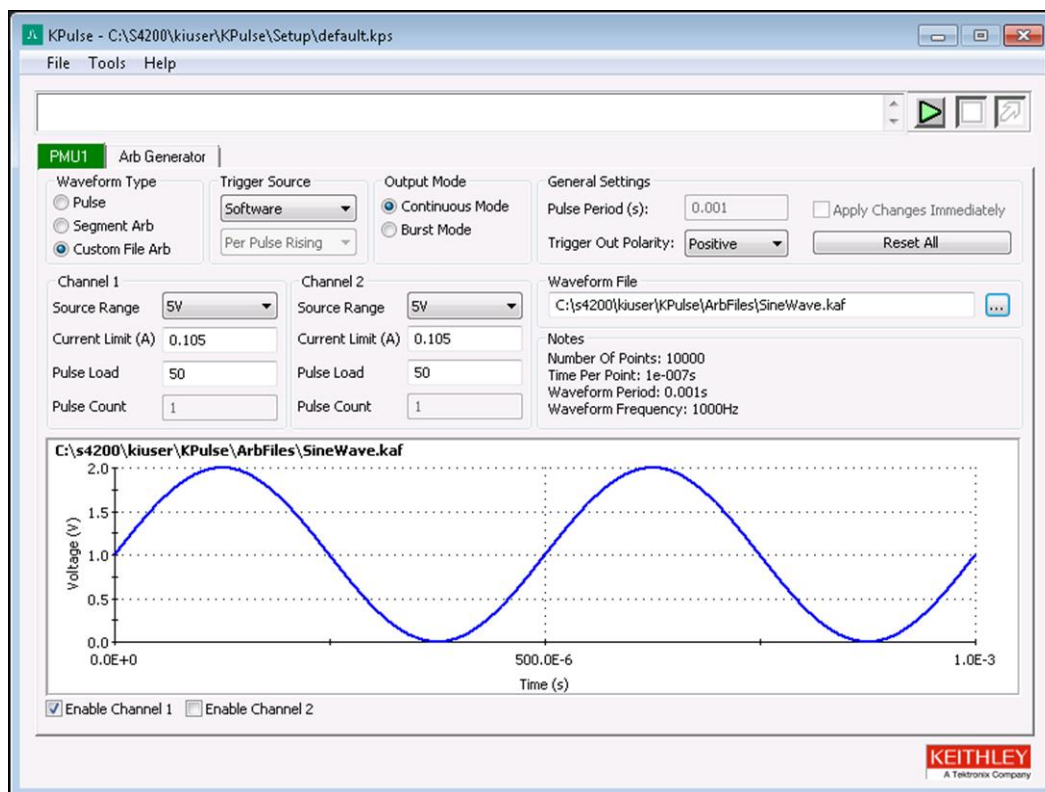 KPulse - C:\S4200\kiuser\KPulse\Setup\default.kps
File Tools Help
PMU1 Arb Generator
Waveform Type
Pulse
Segment Arb
Custom File Arb
Trigger Source
Software
Per Pulse Rising
Output Mode
Continuous Mode
Burst Mode
General Settings
Pulse Period (s): 0.001
Apply Changes Immediately
Trigger Out Polarity: Positive
Reset All
Channel 1
Source Range 5V
Current Limit (A) 0.105
Pulse Load 50
Pulse Count 1
Channel 2
Source Range 5V
Current Limit (A) 0.105
Pulse Load 50
Pulse Count 1
Waveform File
C:\s4200\kiuser\KPulse\ArbFiles\SineWave.kaf ...
Notes
Number Of Points: 10000
Time Per Point: 1e-007s
Waveform Period: 0.001s
Waveform Frequency: 1000Hz
C:\s4200\kiuser\KPulse\ArbFiles\SineWave.kaf
Voltage (V)
2.0
1.5
1.0
0.5
0.0
0.0E+0 500.0E-6 1.0E-3
Time (s)
Enable Channel 1 Enable Channel 2
KEITHLEY
A Tektronix Company